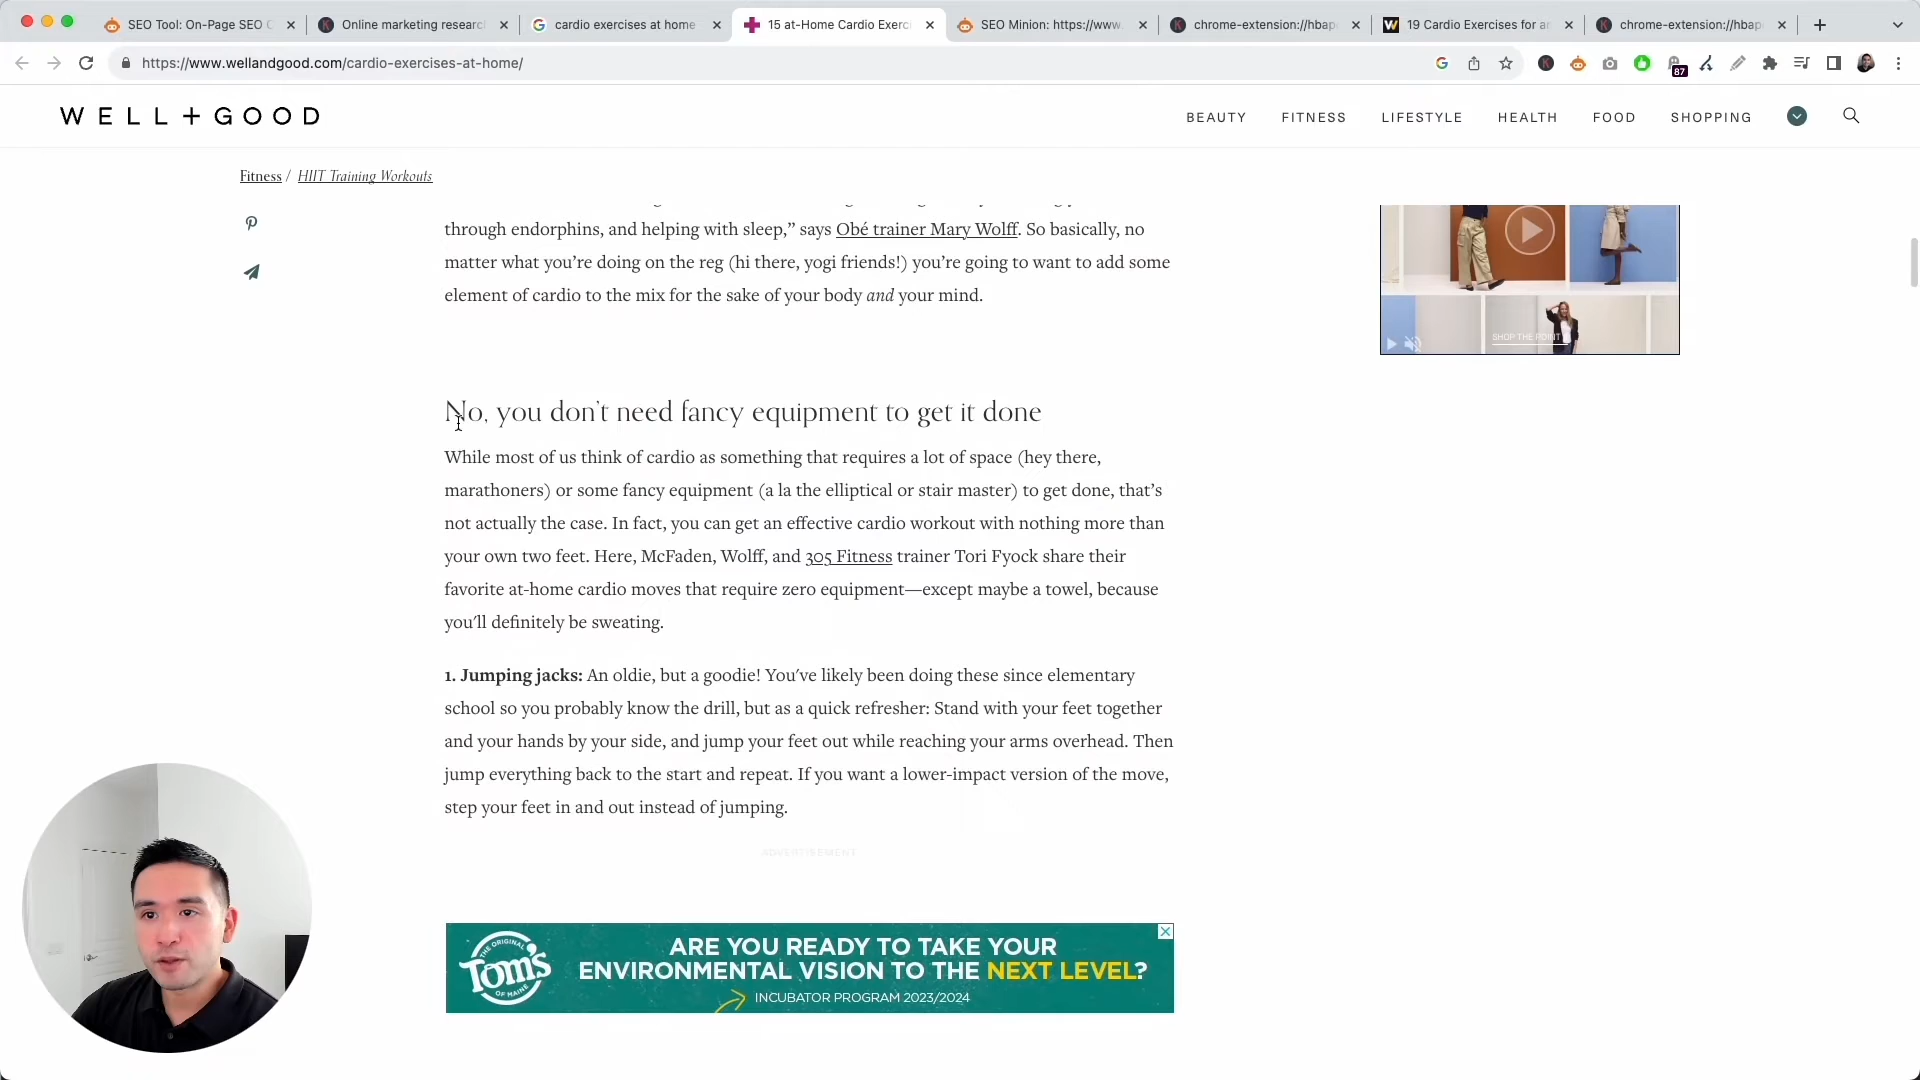 SEO Tool: On-Page SEO C
Online marketing researc
cardio exercises at home
15 at-Home Cardio Exerci
SEO Minion: https://www.
chrome-extension://hbap
19 Cardio Exercises for a
chrome-extension://hbap
https://www.wellandgood.com/cardio-exercises-at-home/
87
WELL+GOOD
BEAUTY
FITNESS
LIFESTYLE
HEALTH
FOOD
SHOPPING
Fitness / HIIT Training Workouts
through endorphins, and helping with sleep,” says Obé trainer Mary Wolff. So basically, no
matter what you’re doing on the reg (hi there, yogi friends!) you’re going to want to add some
element of cardio to the mix for the sake of your body and your mind.
SHOP THE POINT
No, you don’t need fancy equipment to get it done
While most of us think of cardio as something that requires a lot of space (hey there,
marathoners) or some fancy equipment (a la the elliptical or stair master) to get done, that’s
not actually the case. In fact, you can get an effective cardio workout with nothing more than
your own two feet. Here, McFaden, Wolff, and 305 Fitness trainer Tori Fyock share their
favorite at-home cardio moves that require zero equipment—except maybe a towel, because
you'll definitely be sweating.
1. Jumping jacks: An oldie, but a goodie! You've likely been doing these since elementary
school so you probably know the drill, but as a quick refresher: Stand with your feet together
and your hands by your side, and jump your feet out while reaching your arms overhead. Then
jump everything back to the start and repeat. If you want a lower-impact version of the move,
step your feet in and out instead of jumping.
ADVERTISEMENT
THE ORIGINAL
Tom's
OF MAINE
ARE YOU READY TO TAKE YOUR
ENVIRONMENTAL VISION TO THE NEXT LEVEL?
INCUBATOR PROGRAM 2023/2024